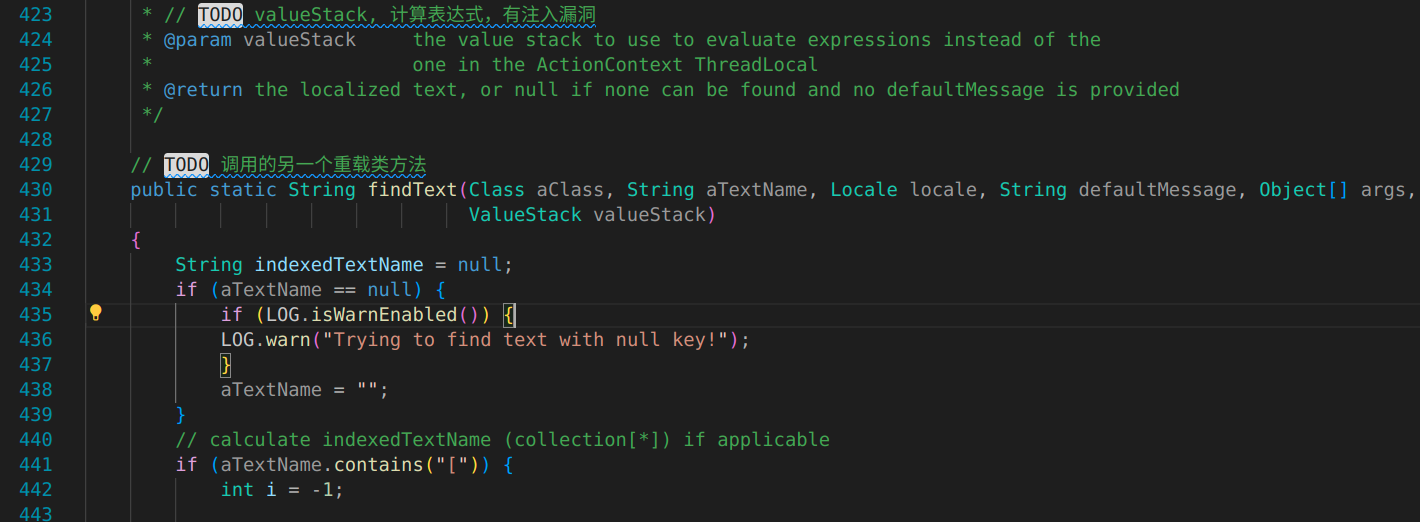 423 * // TODO valueStack, 计算表达式，有注入漏洞
424 * @param valueStack the value stack to use to evaluate expressions instead of the
425 * one in the ActionContext ThreadLocal
426 * @return the localized text, or null if none can be found and no defaultMessage is provided
427 */
428
429 // TODO 调用的另一个重载类方法
430 public static String findText(Class aClass, String aTextName, Locale locale, String defaultMessage, Object[] args,
431 ValueStack valueStack)
432 {
433 String indexedTextName = null;
434 if (aTextName == null) {
435 if (LOG.isWarnEnabled()) {
436 LOG.warn("Trying to find text with null key!");
437 }
438 aTextName = "";
439 }
440 // calculate indexedTextName (collection[*]) if applicable
441 if (aTextName.contains("[")) {
442 int i = -1;
443